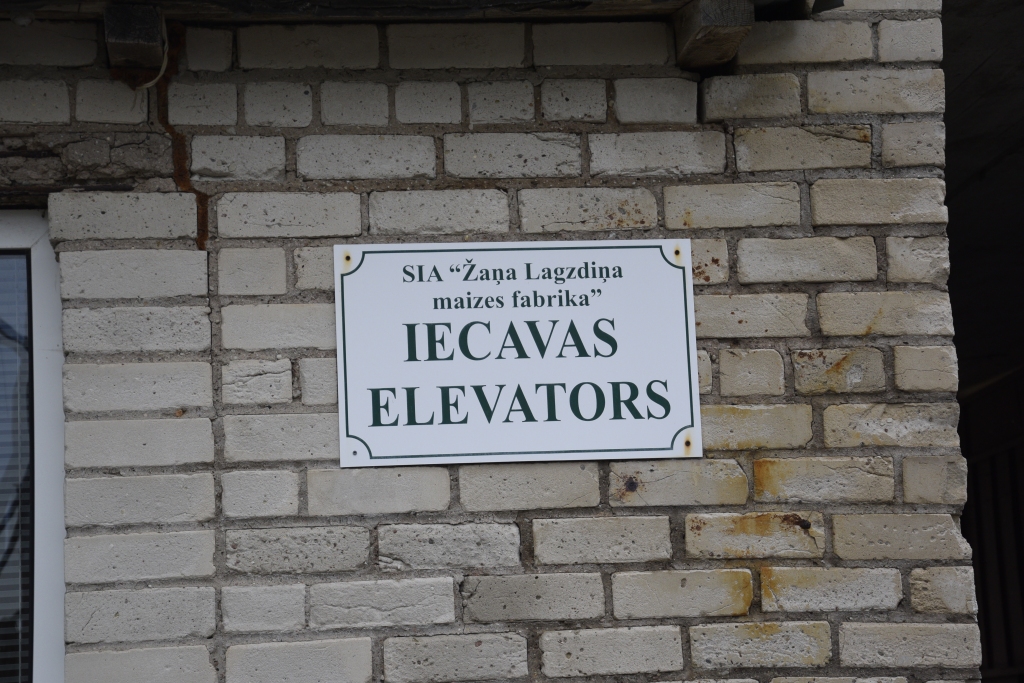 SIA “Žaņa Lagzdiņa
maizes fabrika”
IECAVAS
ELEVATORS